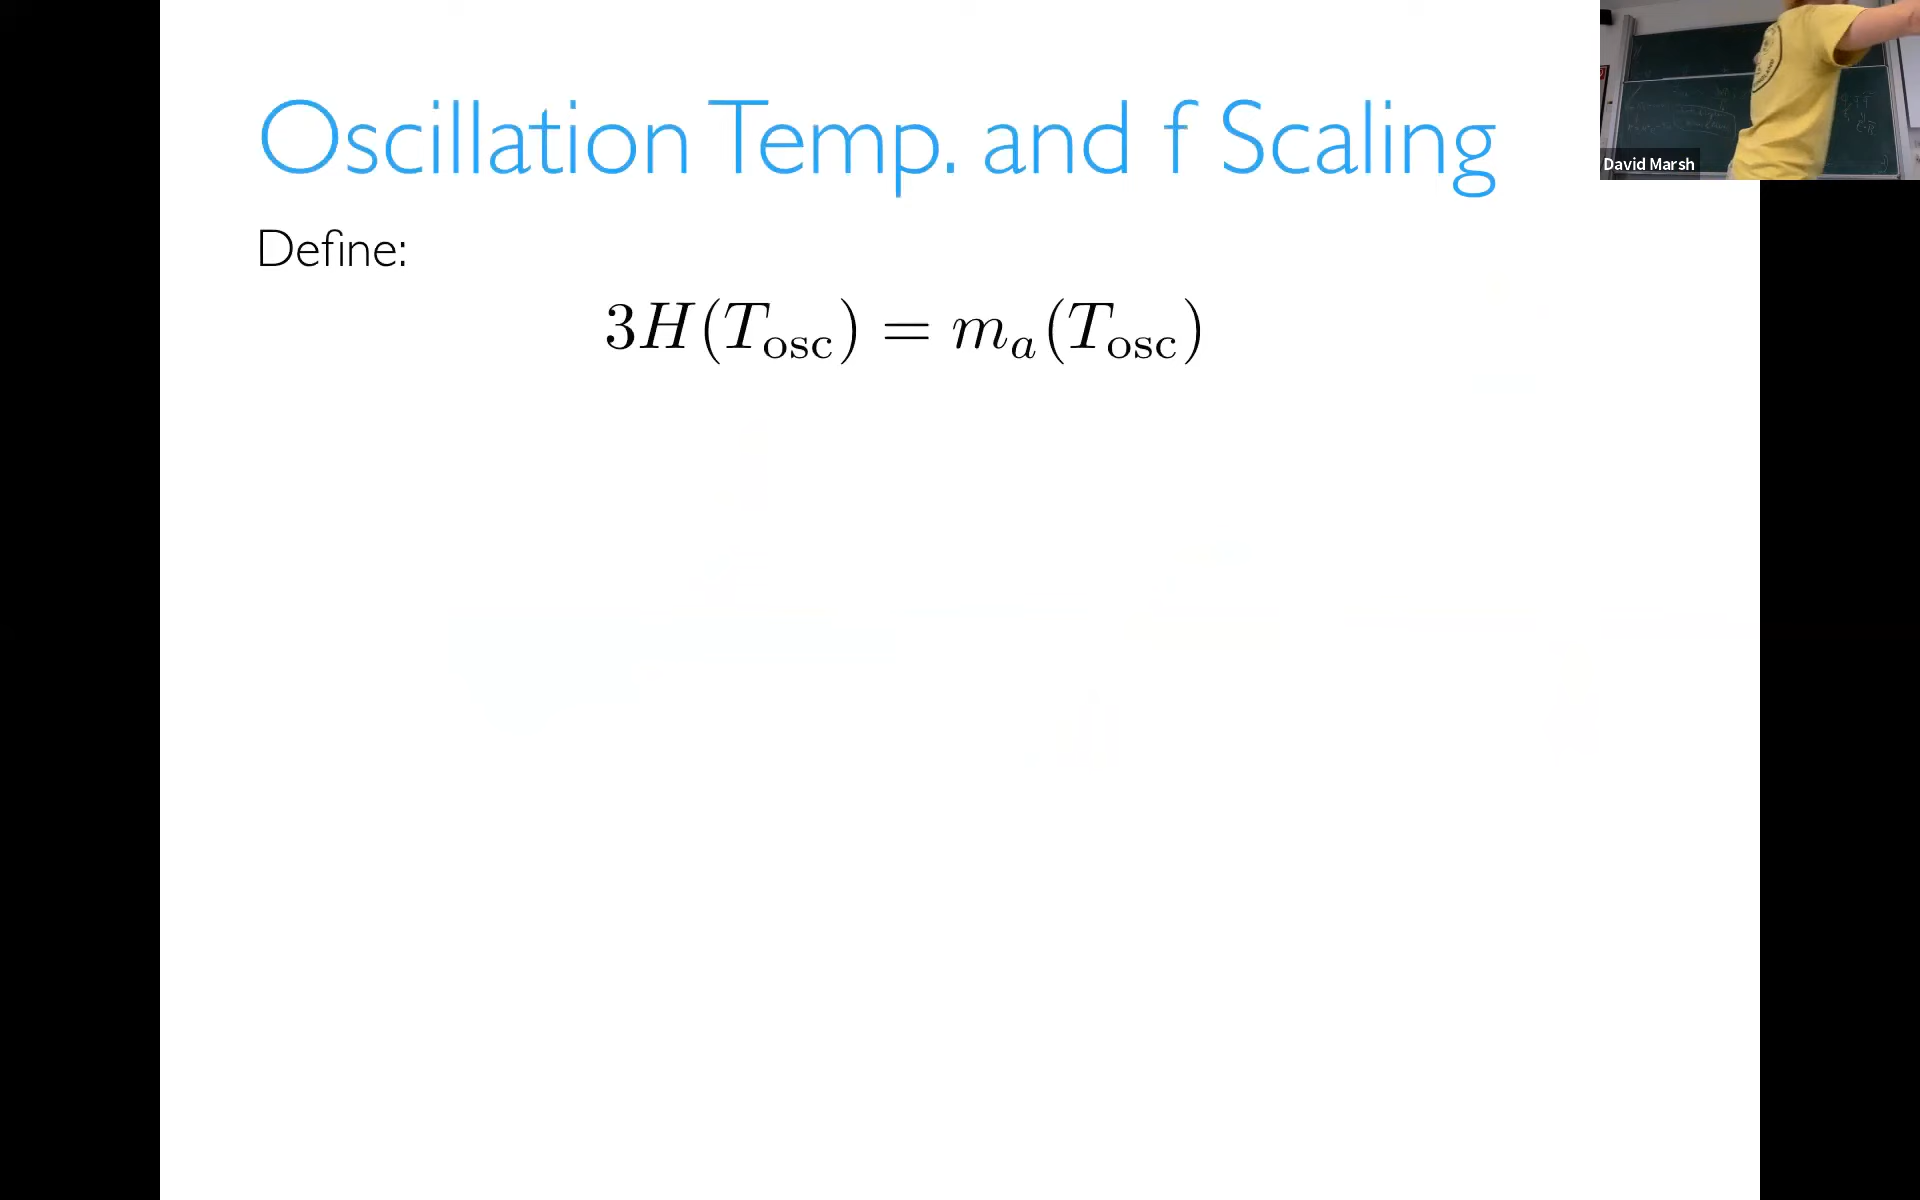 Oscillation Temp. and f Scaling
Define:
3H(T_osc) = m_a(T_osc)
David Marsh